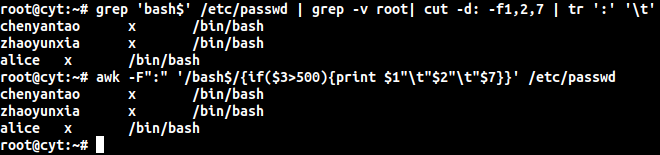 root@cyt:~# grep 'bash$' /etc/passwd | grep -v root| cut -d: -f1,2,7 | tr ':' '\t'
chenyantao	x	/bin/bash
zhaoyunxia	x	/bin/bash
alice	x	/bin/bash
root@cyt:~# awk -F":" '/bash$/{if($3>500){print $1"\t"$2"\t"$7}}' /etc/passwd
chenyantao	x	/bin/bash
zhaoyunxia	x	/bin/bash
alice	x	/bin/bash
root@cyt:~#